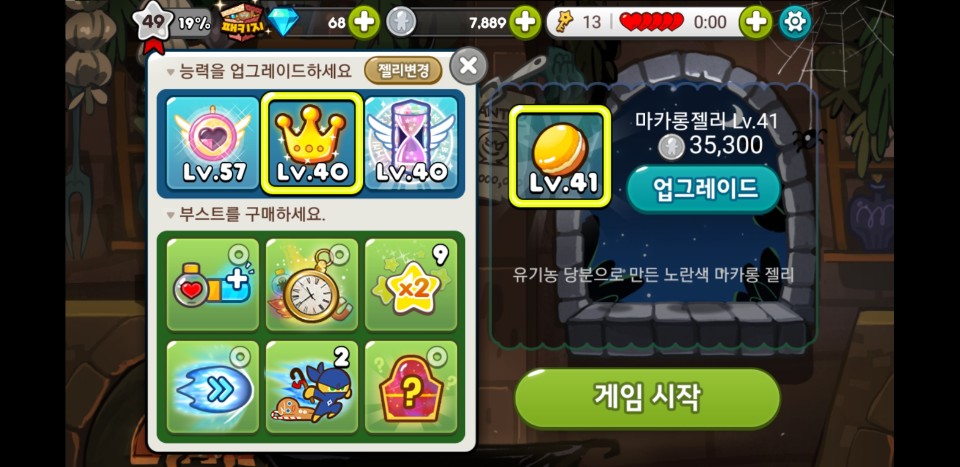 49 19% 패키지 68 7,889 13 0:00
능력을 업그레이드하세요 젤리변경
Lv.57 Lv.40 Lv.40
부스트를 구매하세요.
x2 9
2
?
마카롱젤리 Lv.41
35,300
Lv.41
업그레이드
유기농 당분으로 만든 노란색 마카롱 젤리
게임 시작